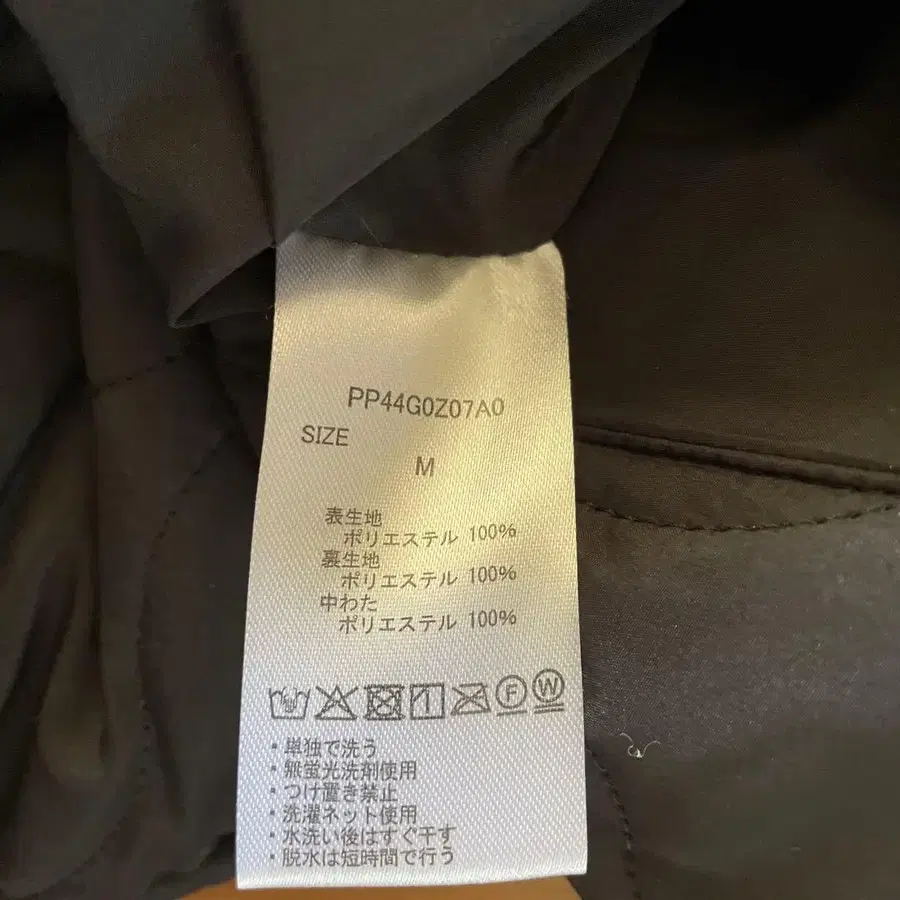 PP44G0Z07A0
SIZE
M
表生地
ポリエステル 100%
裏生地
ポリエステル 100%
中わた
ポリエステル 100%
F W
・単独で洗う
・無蛍光洗剤使用
・つけ置き禁止
・洗濯ネット使用
・水洗い後はすぐ干す
・脱水は短時間で行う